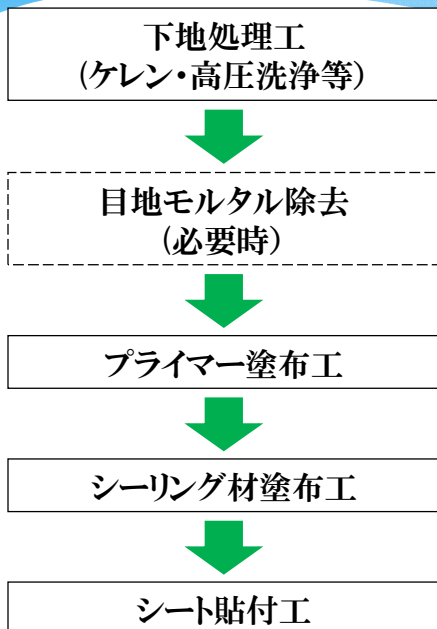 下地処理工
(ケレン・高圧洗浄等)
目地モルタル除去
(必要時)
プライマー塗布工
シーリング材塗布工
シート貼付工